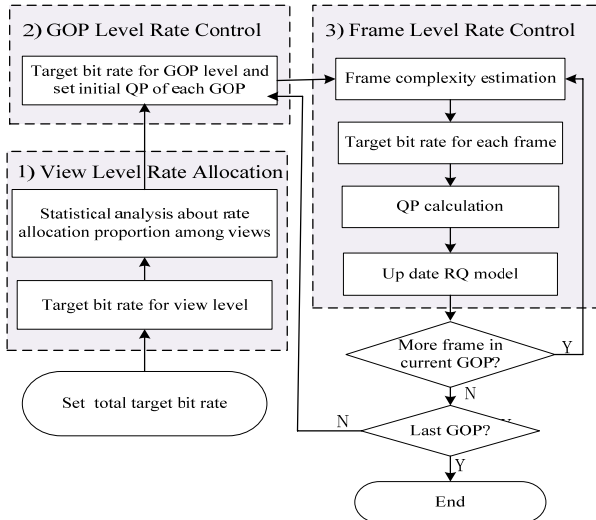 2) GOP Level Rate Control
Target bit rate for GOP level and
set initial QP of each GOP
1) View Level Rate Allocation
Statistical analysis about rate
allocation proportion among views
Target bit rate for view level
Set total target bit rate
3) Frame Level Rate Control
Frame complexity estimation
Target bit rate for each frame
QP calculation
Up date RQ model
More frame in
current GOP?
Y
N
Last GOP?
N
Y
End